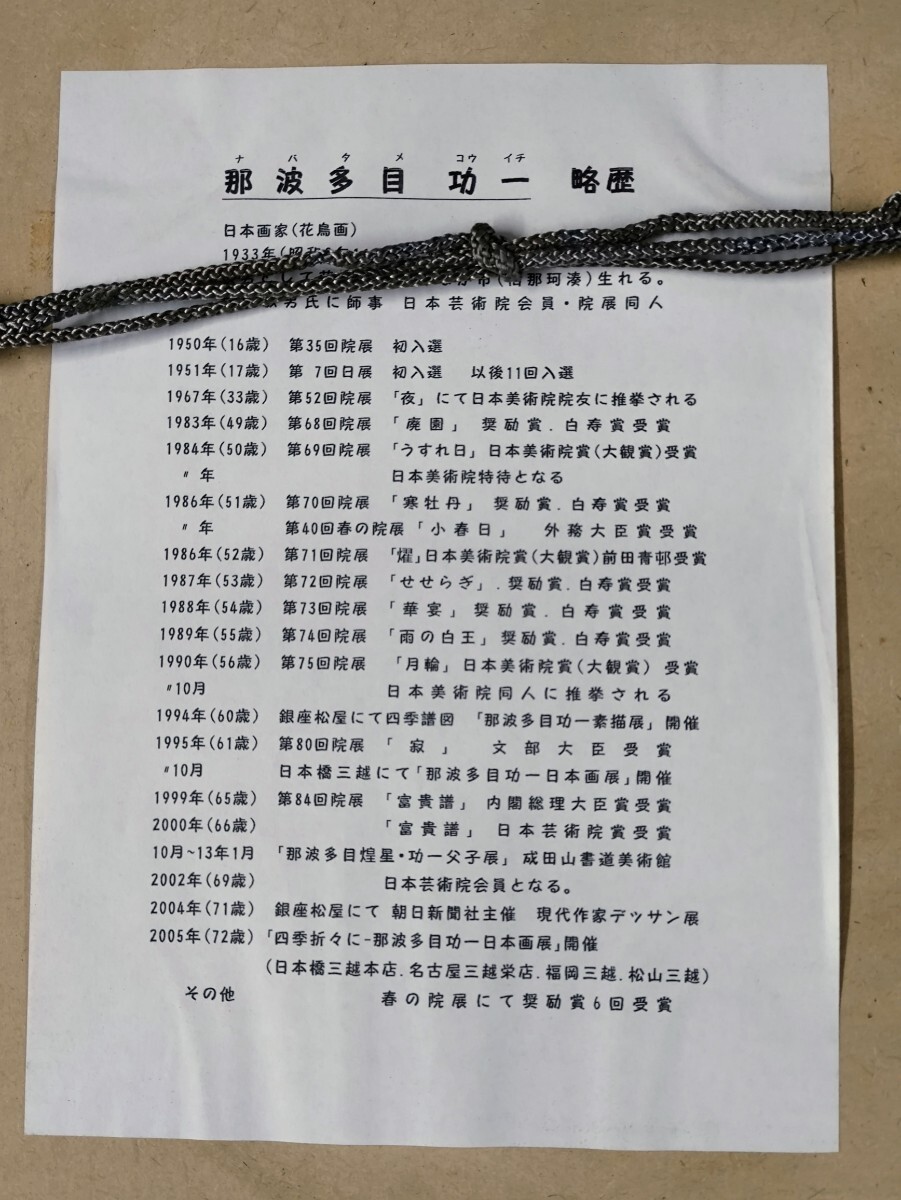 ナバタメ コウイチ
那波多目 功一 略歴
日本画家(花鳥画)
1933年(昭和
して 市( 那珂湊)生れる。
氏に師事 日本芸術院会員・院展同人
1950年(16歳) 第35回院展 初入選
1951年(17歳) 第 7回日展 初入選 以後11回入選
1967年(33歳) 第52回院展 「夜」にて日本美術院院友に推挙される
1983年(49歳) 第68回院展 「廃園」 奨励賞.白寿賞受賞
1984年(50歳) 第69回院展 「うすれ日」日本美術院賞(大観賞)受賞
〃年 日本美術院特待となる
1986年(51歳) 第70回院展 「寒牡丹」 奨励賞.白寿賞受賞
〃年 第40回春の院展「小春日」 外務大臣賞受賞
1986年(52歳) 第71回院展 「燿」日本美術院賞(大観賞)前田青邨受賞
1987年(53歳) 第72回院展 「せせらぎ」.奨励賞.白寿賞受賞
1988年(54歳) 第73回院展 「華宴」 奨励賞.白寿賞受賞
1989年(55歳) 第74回院展 「雨の白王」奨励賞.白寿賞受賞
1990年(56歳) 第75回院展 「月輪」日本美術院賞(大観賞) 受賞
〃10月 日本美術院同人に推挙される
1994年(60歳) 銀座松屋にて四季譜図 「那波多目功一素描展」開催
1995年(61歳) 第80回院展 「 寂 」 文部大臣受賞
〃10月 日本橋三越にて「那波多目功一日本画展」開催
1999年(65歳) 第84回院展 「富貴譜」 内閣総理大臣賞受賞
2000年(66歳) 「富貴譜」 日本芸術院賞受賞
10月~13年1月 「那波多目煌星・功一父子展」 成田山書道美術館
2002年(69歳) 日本芸術院会員となる。
2004年(71歳) 銀座松屋にて 朝日新聞社主催 現代作家デッサン展
2005年(72歳) 「四季折々に-那波多目功一日本画展」開催
(日本橋三越本店.名古屋三越栄店.福岡三越.松山三越)
その他 春の院展にて奨励賞6回受賞